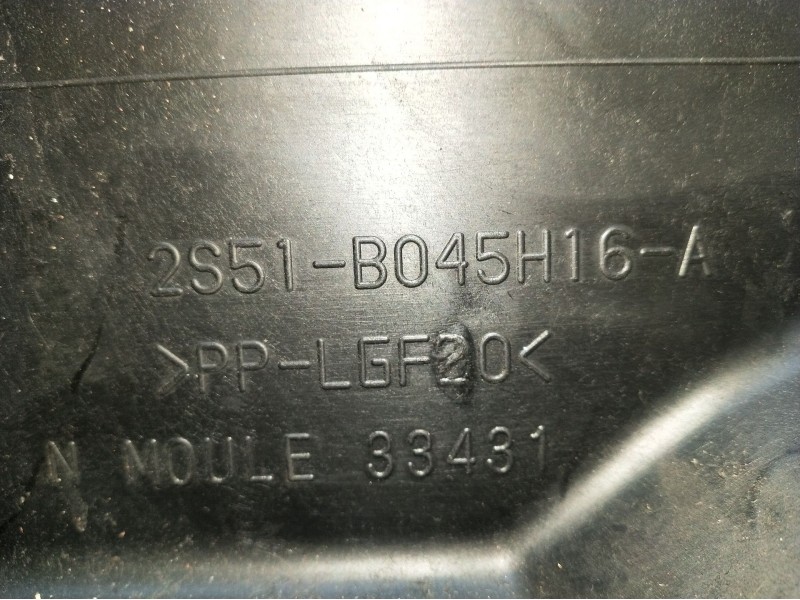 2S51-B045H16-A
>PP-LGF20<
N MOULE 33431